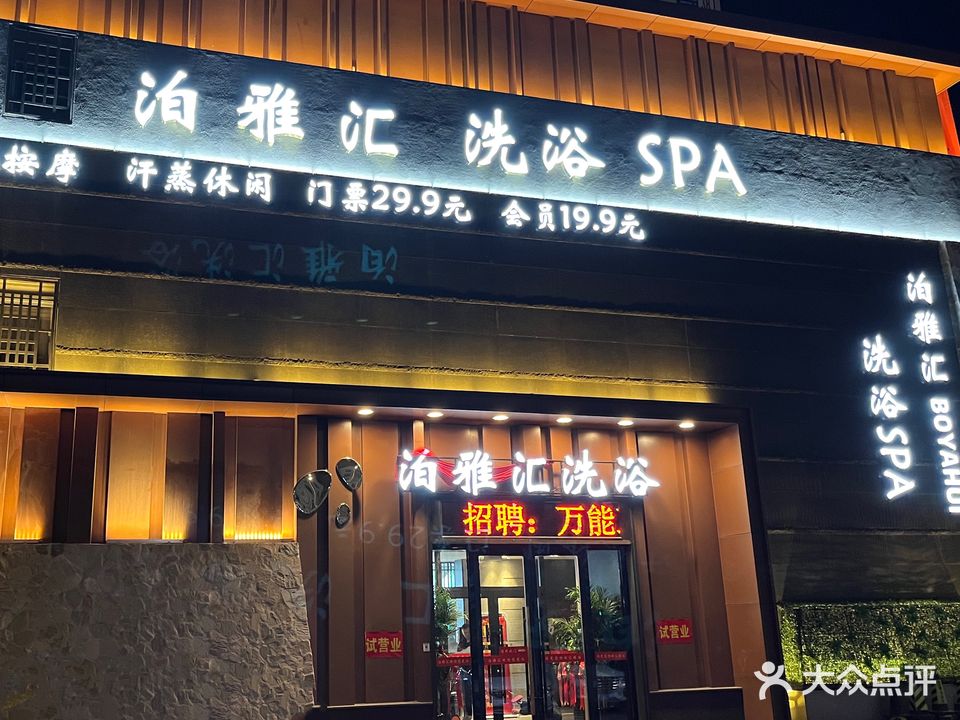 泊雅汇 洗浴 SPA
按摩 汗蒸休闲 门票29.9元 会员19.9元
泊雅汇 BOYAHUI
洗浴SPA
泊雅汇洗浴
招聘：万能
试营业
试营业
大众点评